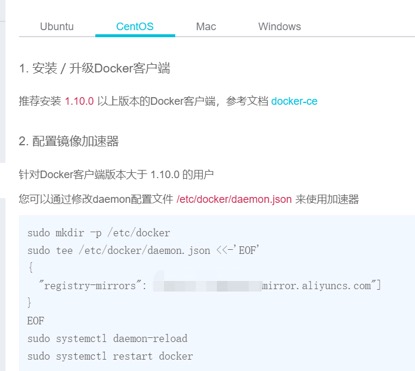 Ubuntu CentOS Mac Windows
1. 安装 / 升级Docker客户端
推荐安装 1.10.0 以上版本的Docker客户端，参考文档 docker-ce
2. 配置镜像加速器
针对Docker客户端版本大于 1.10.0 的用户
您可以通过修改daemon配置文件 /etc/docker/daemon.json 来使用加速器
sudo mkdir -p /etc/docker
sudo tee /etc/docker/daemon.json <<-'EOF'
{
"registry-mirrors": mirror.aliyuncs.com"]
}
EOF
sudo systemctl daemon-reload
sudo systemctl restart docker